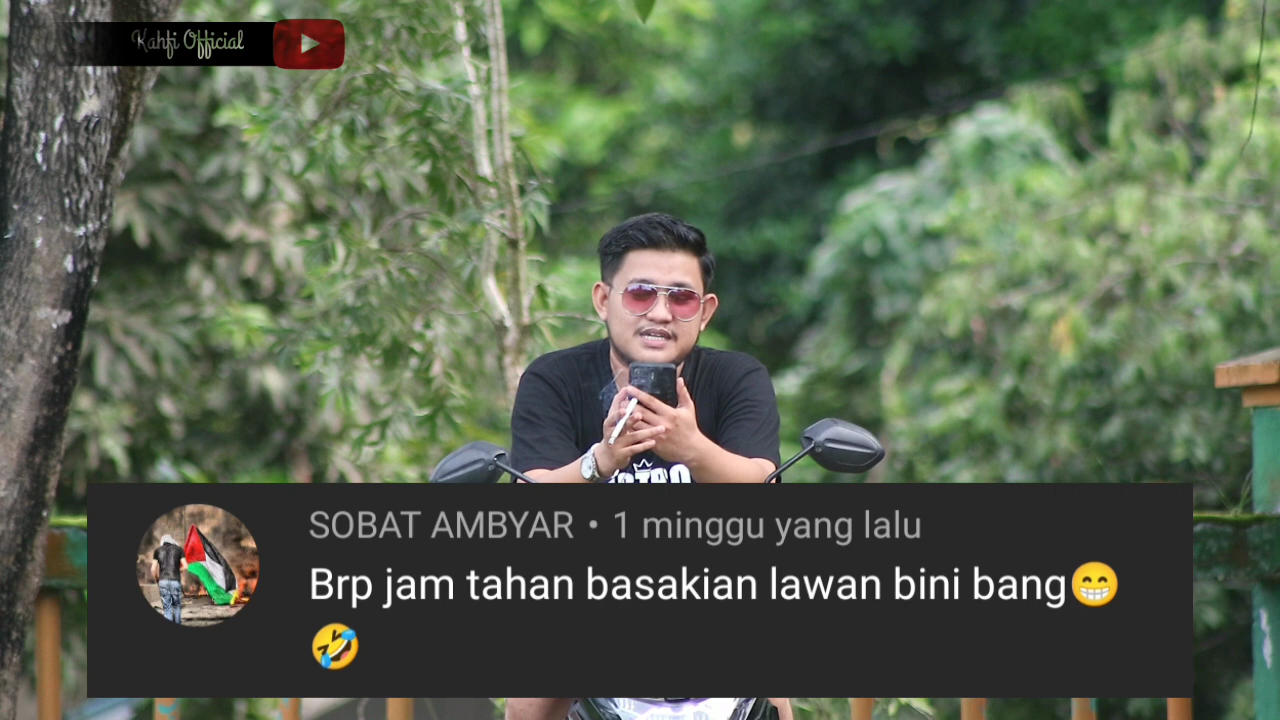 Kahfi Official
SOBAT AMBYAR • 1 minggu yang lalu
Brp jam tahan basakian lawan bini bang😁
🤣